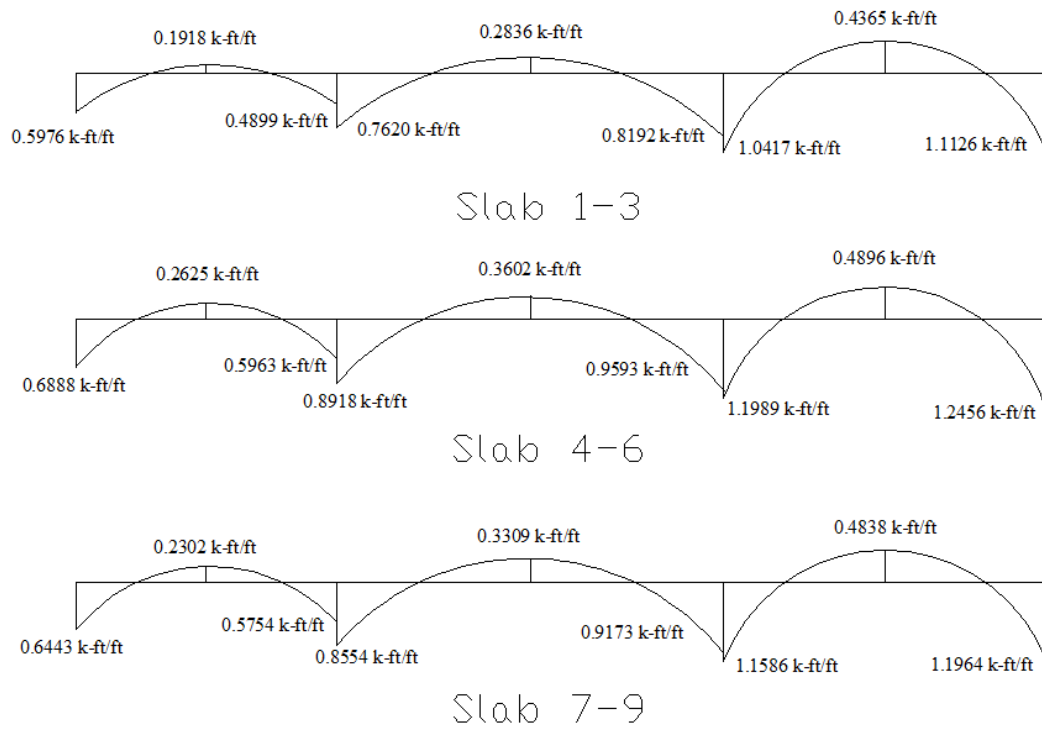 0.1918 k-ft/ft
0.2836 k-ft/ft
0.4365 k-ft/ft
0.5976 k-ft/ft
0.4899 k-ft/ft
0.7620 k-ft/ft
0.8192 k-ft/ft
1.0417 k-ft/ft
1.1126 k-ft/ft
Slab 1-3
0.2625 k-ft/ft
0.3602 k-ft/ft
0.4896 k-ft/ft
0.6888 k-ft/ft
0.5963 k-ft/ft
0.8918 k-ft/ft
0.9593 k-ft/ft
1.1989 k-ft/ft
1.2456 k-ft/ft
Slab 4-6
0.2302 k-ft/ft
0.3309 k-ft/ft
0.4838 k-ft/ft
0.6443 k-ft/ft
0.5754 k-ft/ft
0.8554 k-ft/ft
0.9173 k-ft/ft
1.1586 k-ft/ft
1.1964 k-ft/ft
Slab 7-9